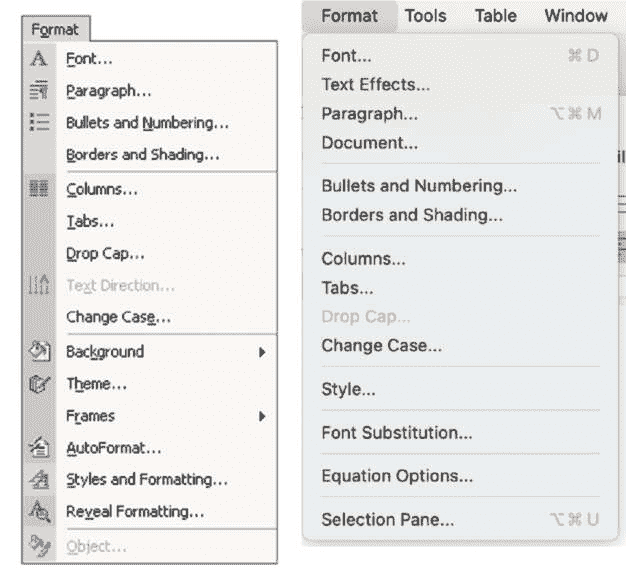 Format
Font...
Paragraph...
Bullets and Numbering...
Borders and Shading...
Columns...
Tabs...
Drop Cap...
Text Direction...
Change Case...
Background
Theme...
Frames
AutoFormat...
Styles and Formatting...
Reveal Formatting...
Object...
Format Tools Table Window
Font... ⌘ D
Text Effects...
Paragraph... ⌥ ⌘ M
Document...
Bullets and Numbering...
Borders and Shading...
Columns...
Tabs...
Drop Cap...
Change Case...
Style...
Font Substitution...
Equation Options...
Selection Pane... ⌥ ⌘ U